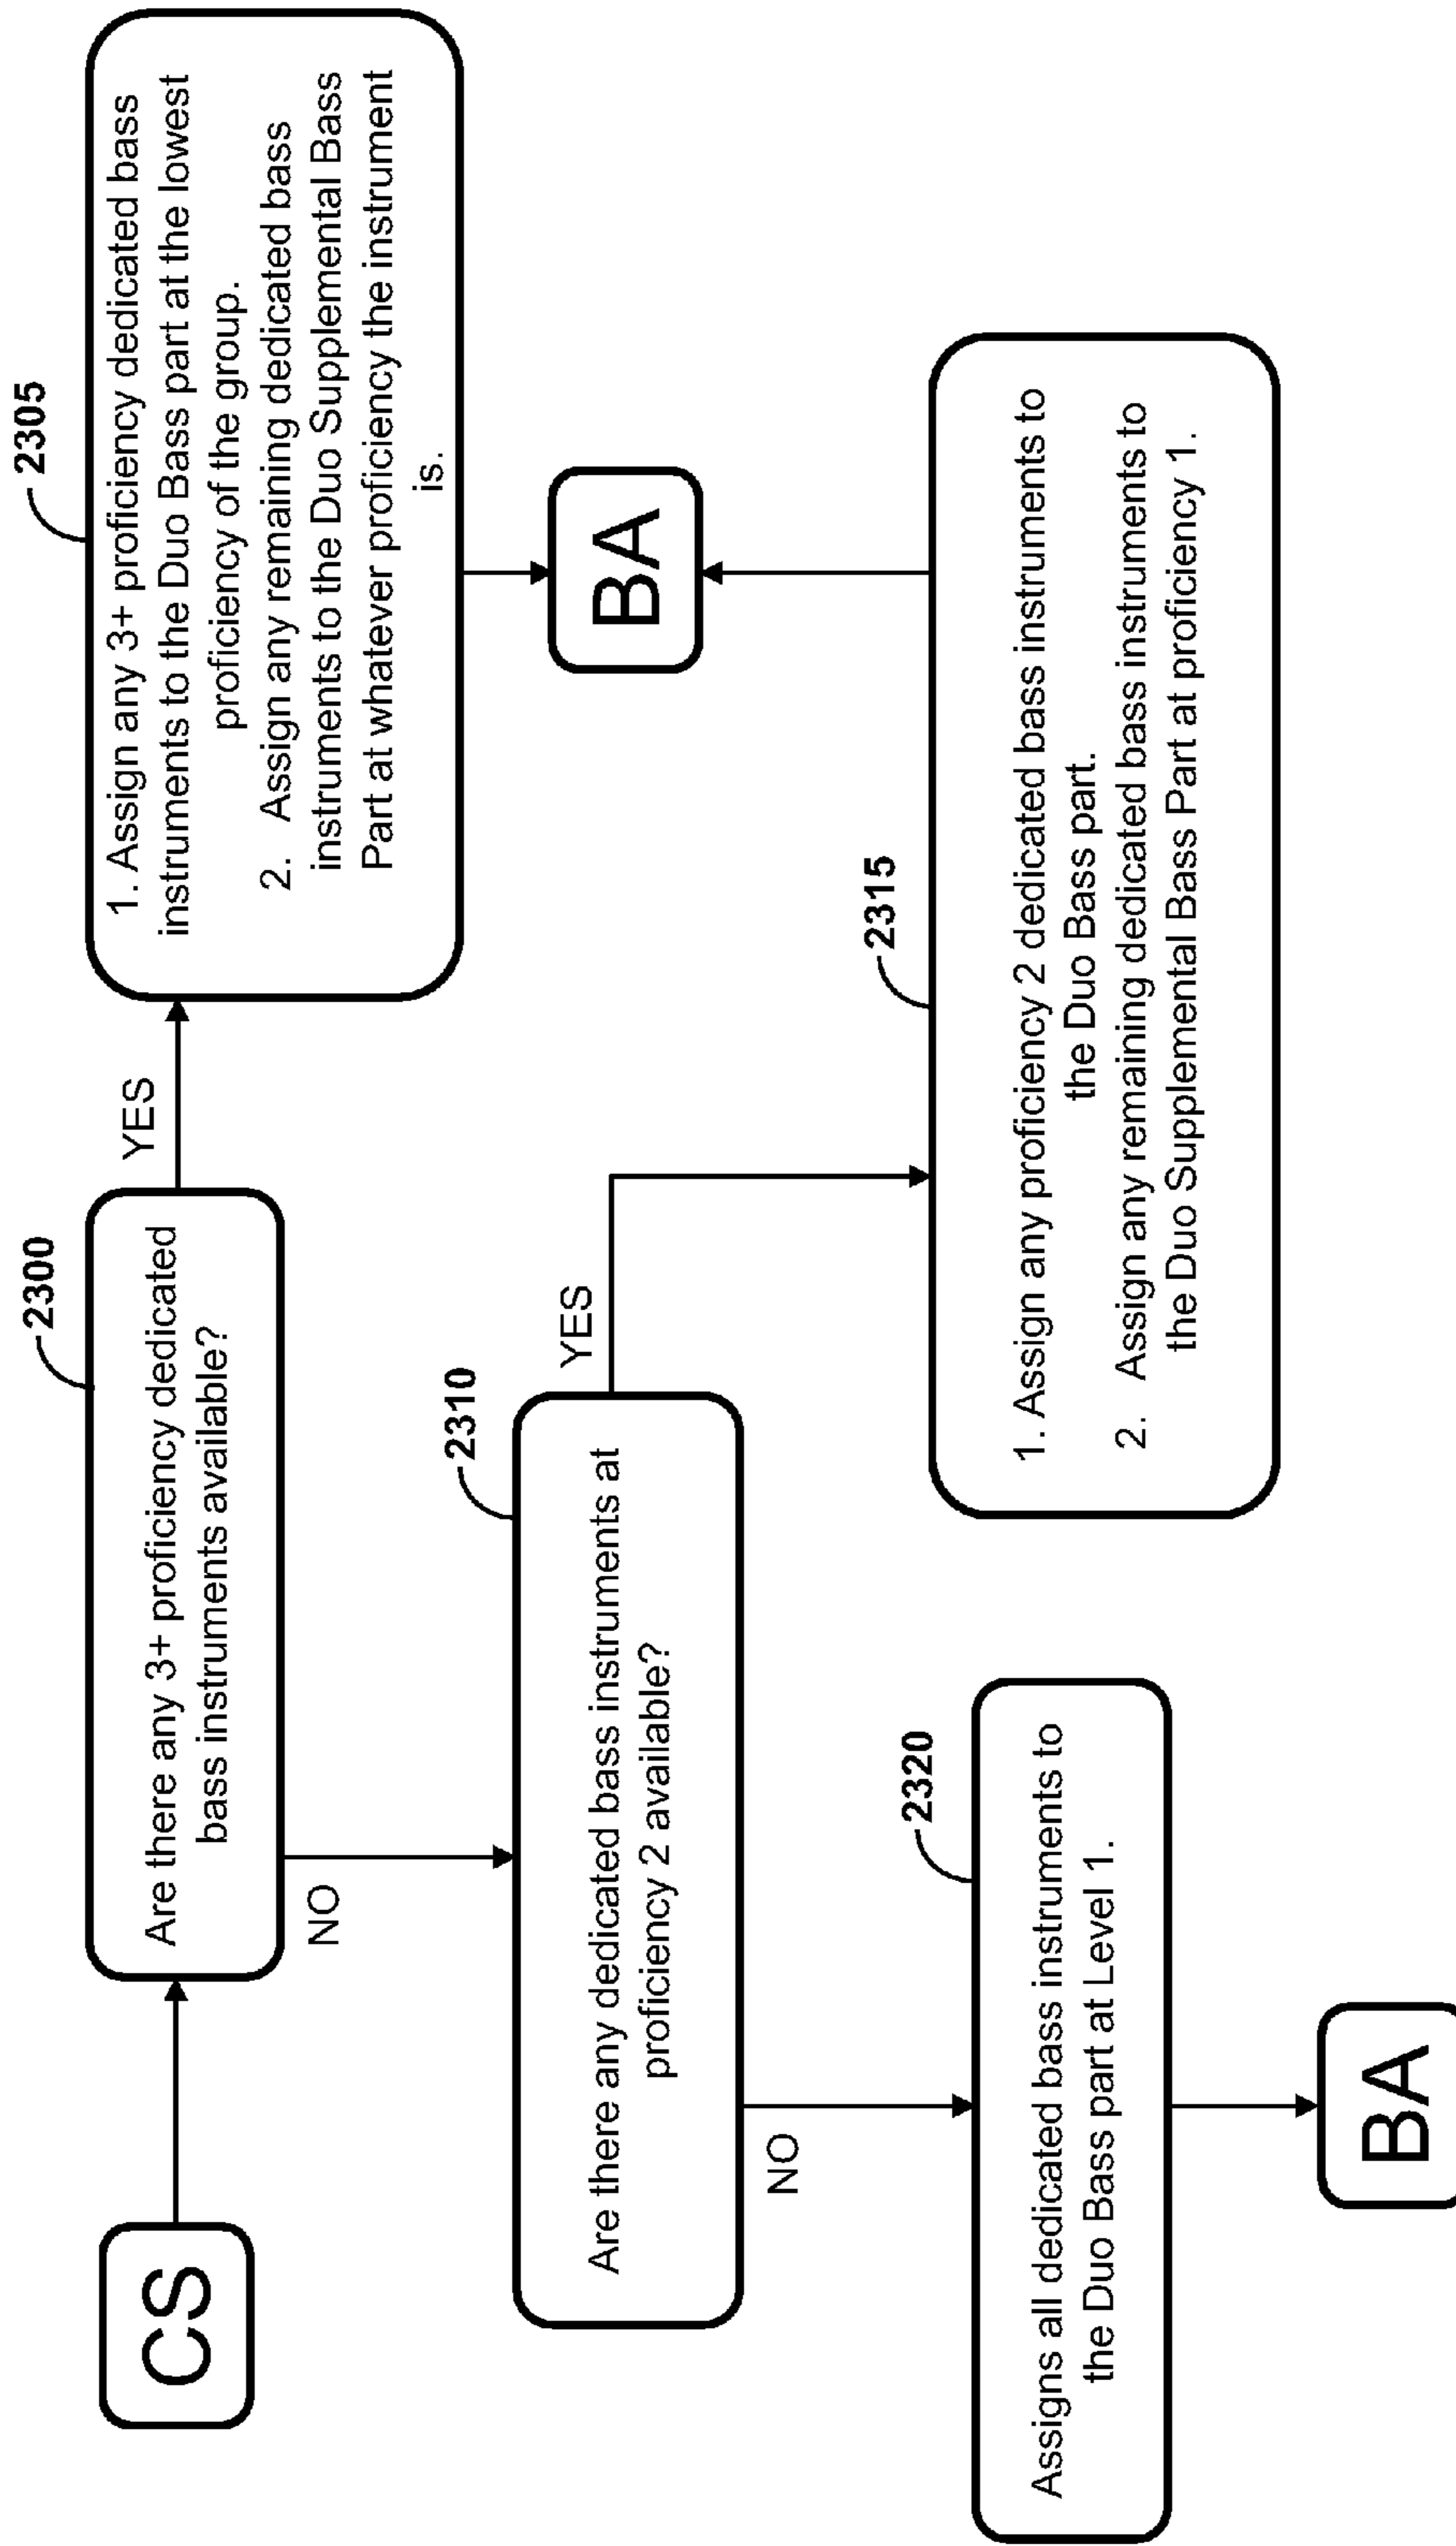 CS
2300
Are there any 3+ proficiency dedicated
bass instruments available?
YES
2305
1. Assign any 3+ proficiency dedicated bass
instruments to the Duo Bass part at the lowest
proficiency of the group.
2. Assign any remaining dedicated bass
instruments to the Duo Supplemental Bass
Part at whatever proficiency the instrument
is.
NO
BA
2310
Are there any dedicated bass instruments at
proficiency 2 available?
YES
2315
1. Assign any proficiency 2 dedicated bass instruments to
the Duo Bass part.
2. Assign any remaining dedicated bass instruments to
the Duo Supplemental Bass Part at proficiency 1.
NO
2320
Assigns all dedicated bass instruments to
the Duo Bass part at Level 1.
BA